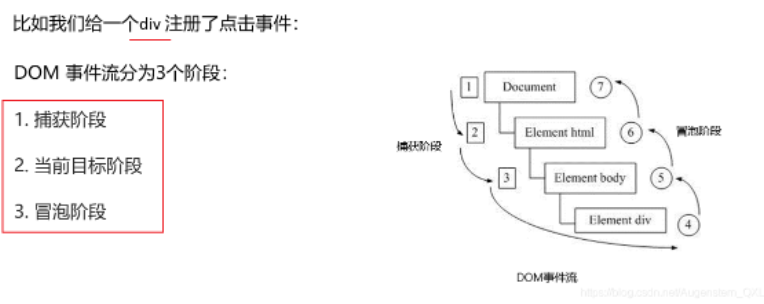 比如我们给一个div 注册了点击事件：
DOM 事件流分为3个阶段：
1. 捕获阶段
2. 当前目标阶段
3. 冒泡阶段
1
Document
7
2
Element html
6
冒泡阶段
捕获阶段
3
Element body
5
Element div
4
DOM事件流
https://blog.csdn.net/Augenstern_QXL